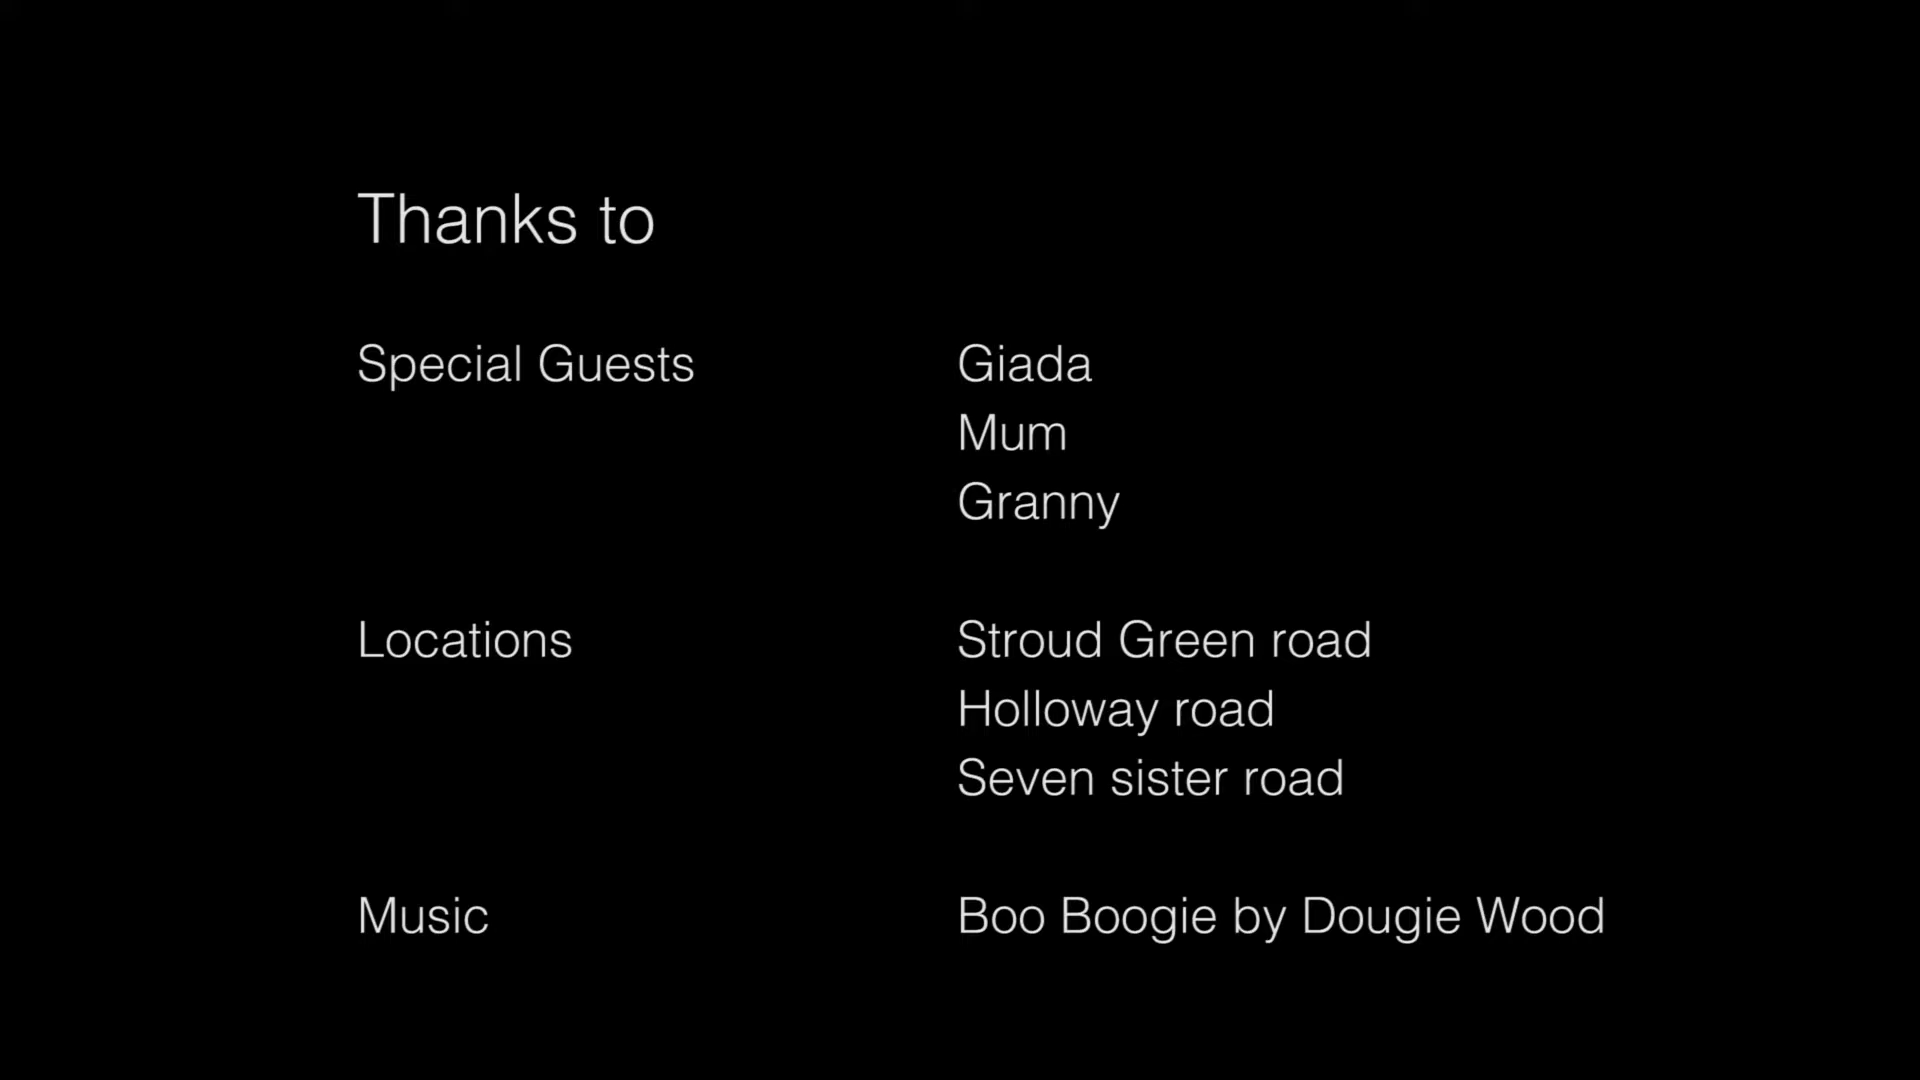 Thanks to
Special Guests Giada
Mum
Granny
Locations Stroud Green road
Holloway road
Seven sister road
Music Boo Boogie by Dougie Wood